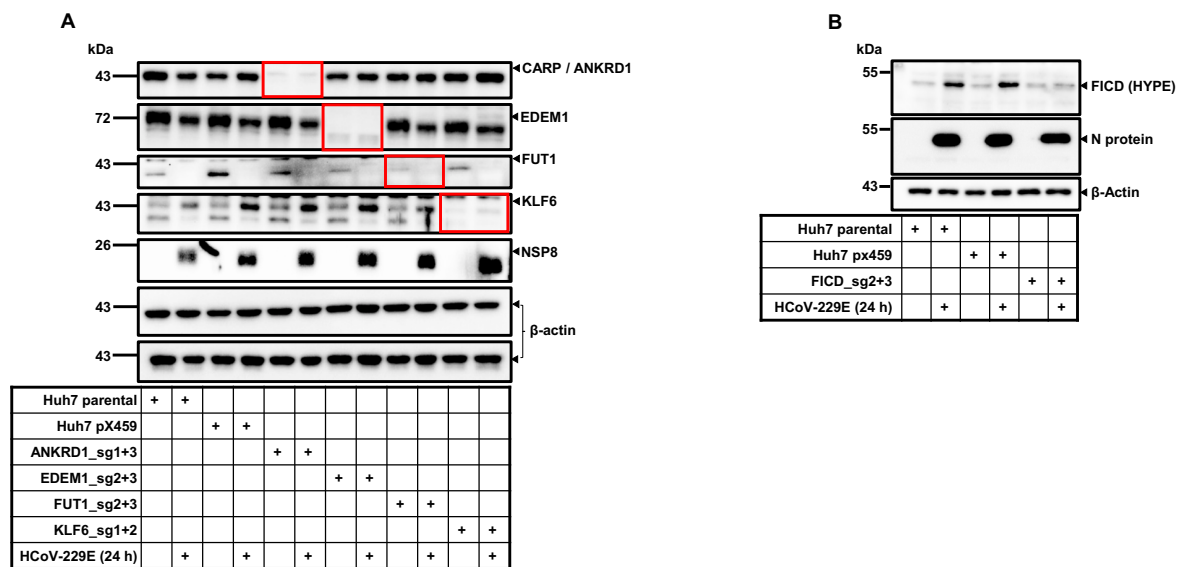 A
kDa
43
CARP / ANKRD1
72
EDEM1
43
FUT1
43
KLF6
26
NSP8
43
β-actin
43
Huh7 parental + +
Huh7 pX459 + +
ANKRD1_sg1+3 + +
EDEM1_sg2+3 + +
FUT1_sg2+3 + +
KLF6_sg1+2 + +
HCoV-229E (24 h) + + + + + +
B
kDa
55
FICD (HYPE)
55
N protein
43
β-Actin
Huh7 parental + +
Huh7 px459 + +
FICD_sg2+3 + +
HCoV-229E (24 h) + + +